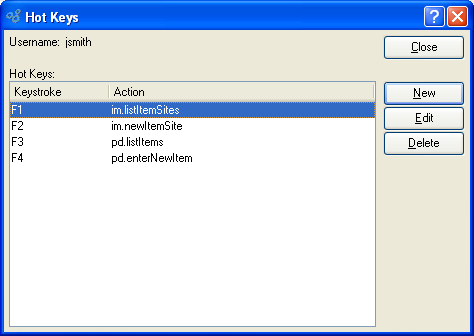 Hot Keys
Username: jsmith
Close
Hot Keys:
Keystroke Action
New
F1 im.listItemSites
Edit
F2 im.newItemSite
Delete
F3 pd.listItems
F4 pd.enterNewItem